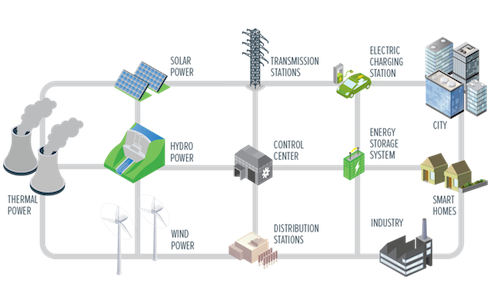 SOLAR
POWER
TRANSMISSION
STATIONS
ELECTRIC
CHARGING
STATION
CITY
HYDRO
POWER
CONTROL
CENTER
ENERGY
STORAGE
SYSTEM
THERMAL
POWER
SMART
HOMES
WIND
POWER
DISTRIBUTION
STATIONS
INDUSTRY